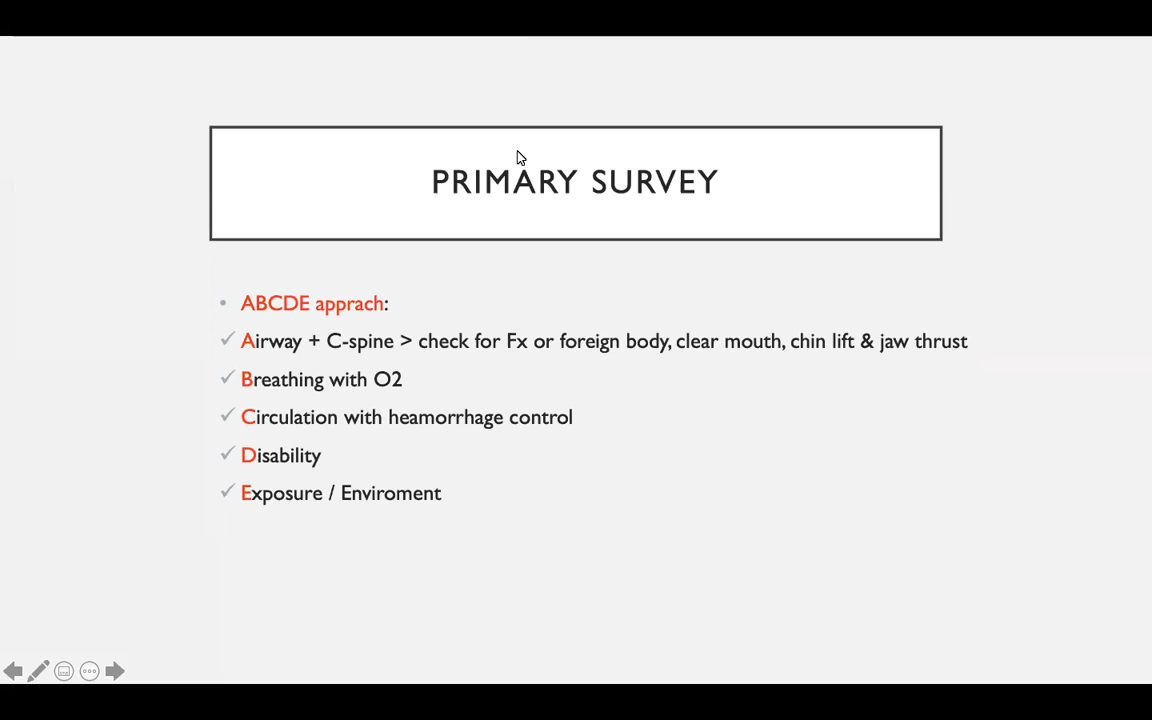 PRIMARY SURVEY
• ABCDE apprach:
✓ Airway + C-spine > check for Fx or foreign body, clear mouth, chin lift & jaw thrust
✓ Breathing with O2
✓ Circulation with heamorrhage control
✓ Disability
✓ Exposure / Enviroment